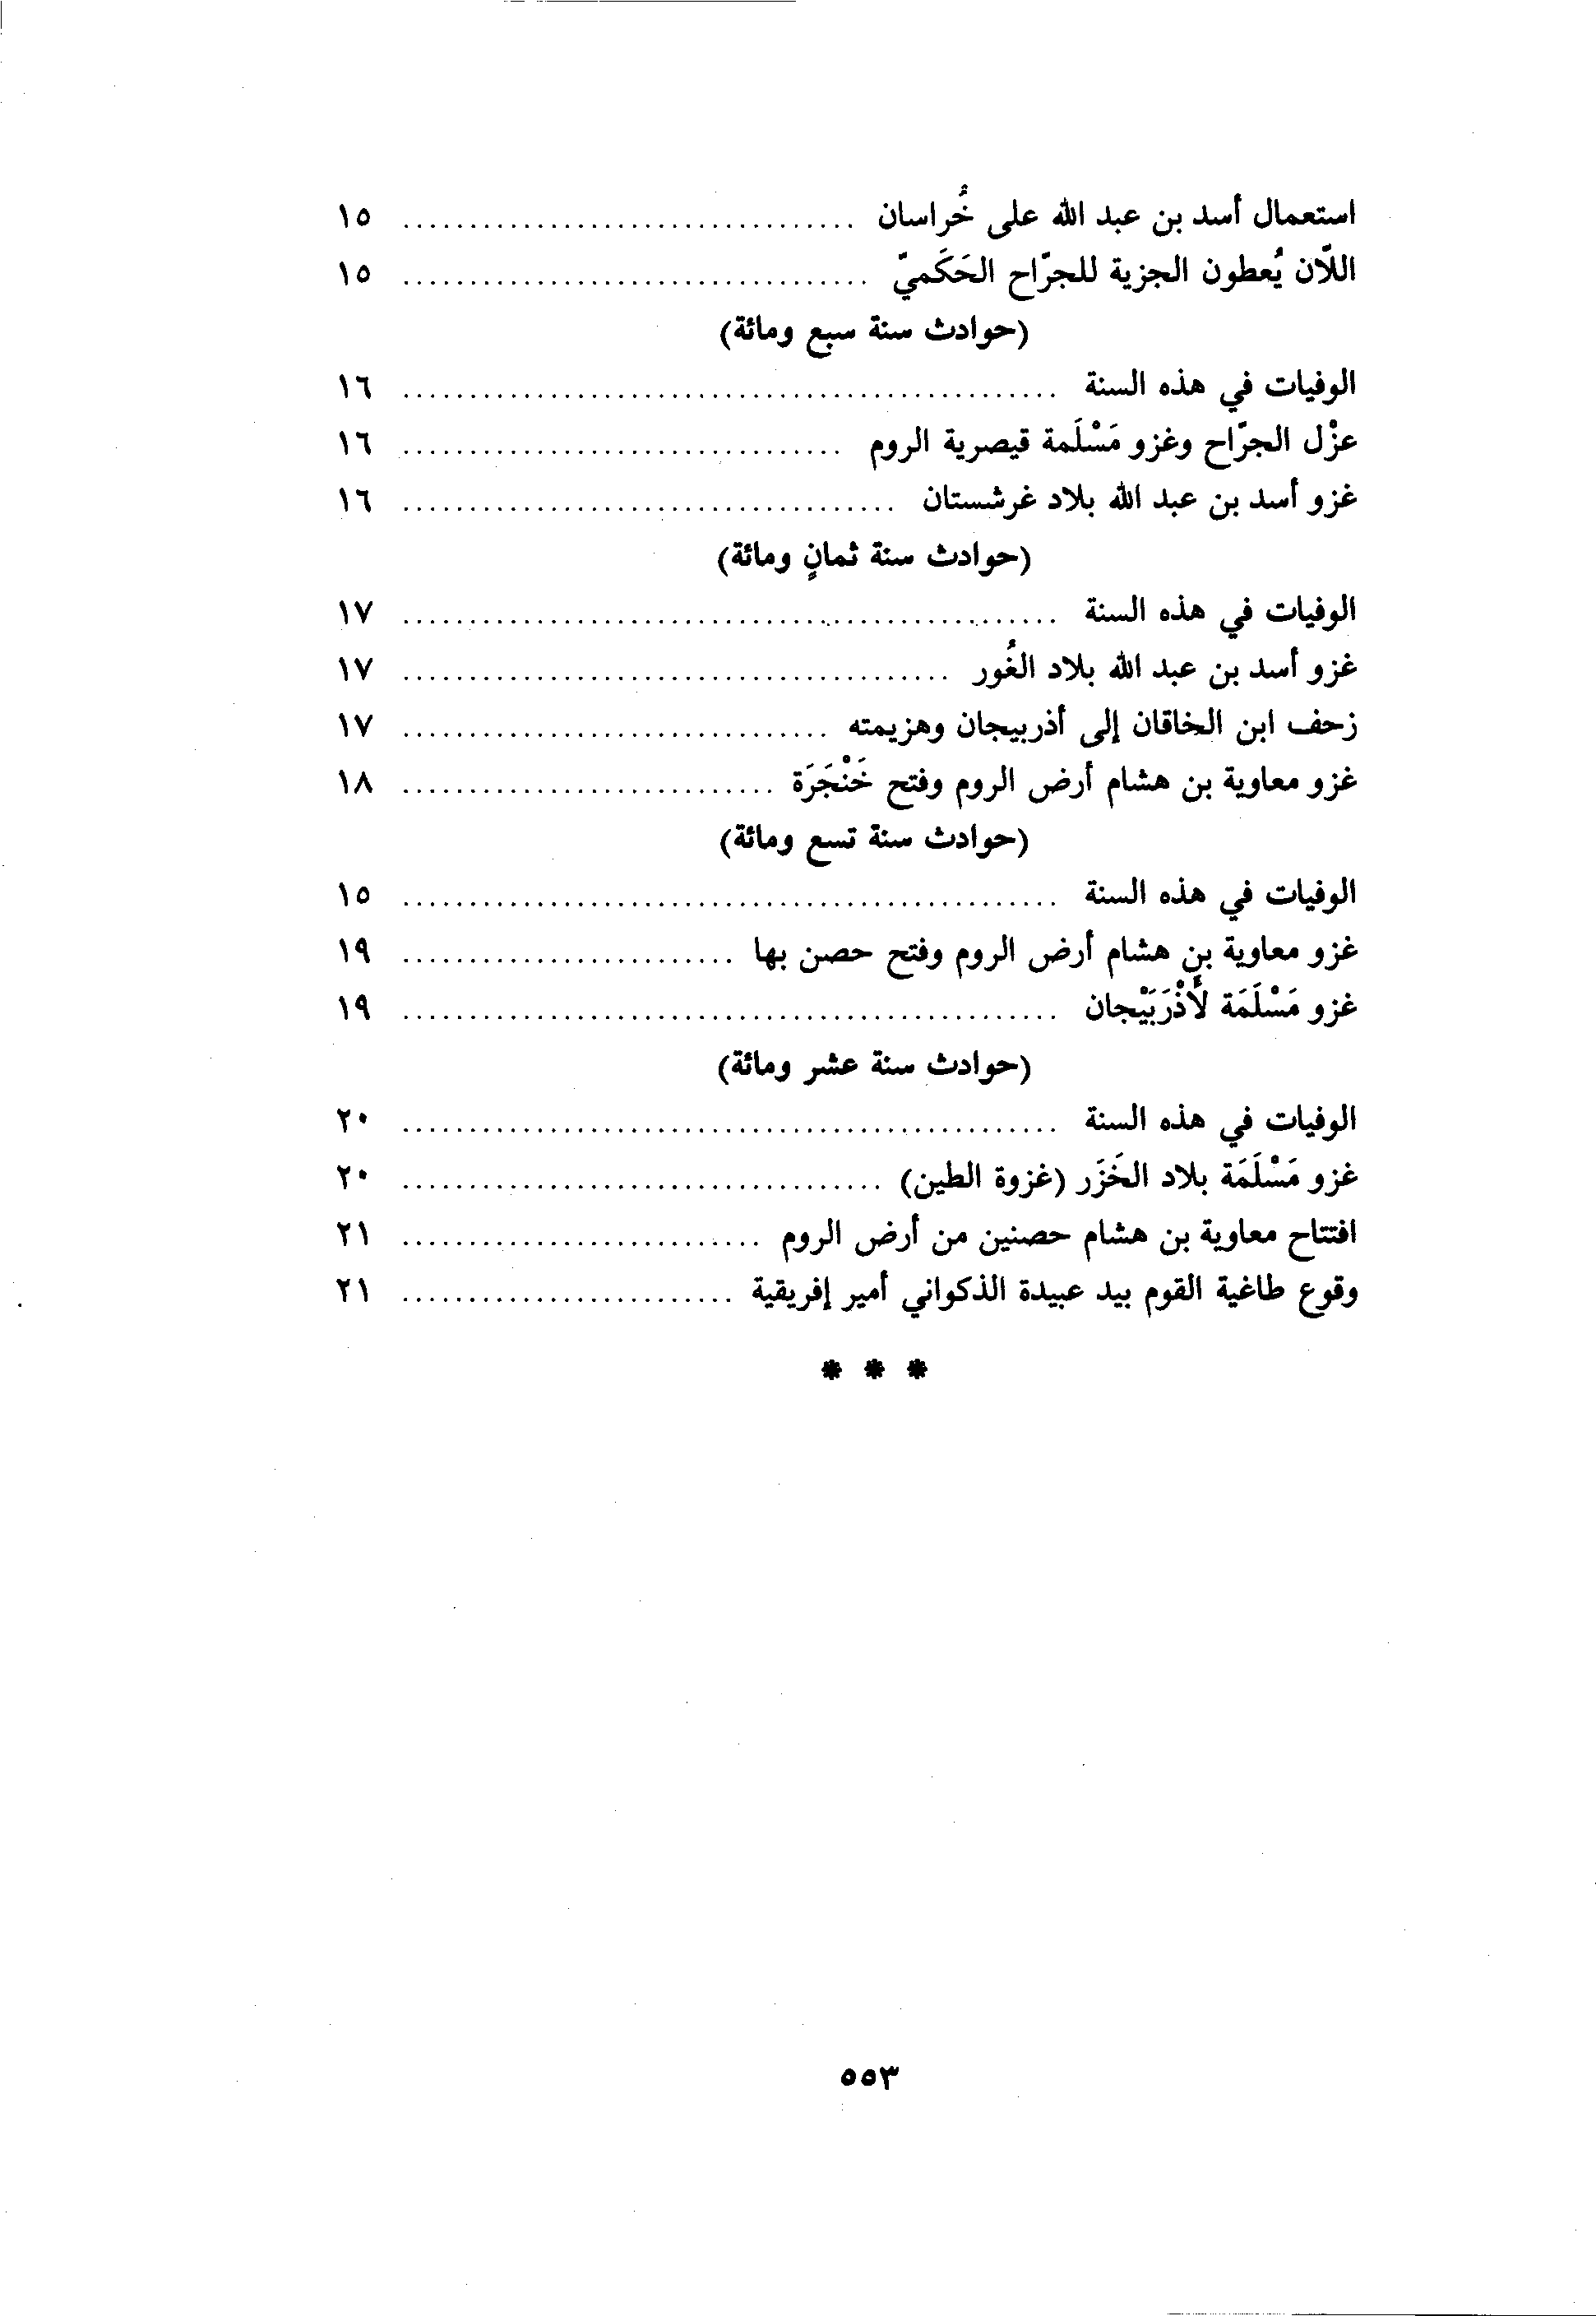 استعمال أسد بن عبد الله على خُراسان ................................. ١٥
اللّان يُعطون الجزية للجرّاح الحَكَميّ ................................. ١٥
(حوادث سنة سبع ومائة)
الوفيات في هذه السنة ................................. ١٦
عزْل الجرّاح وغزو مَسْلَمة قيصرية الروم ................................. ١٦
غزو أسد بن عبد الله بلاد غرشستان ................................. ١٦
(حوادث سنة ثمانٍ ومائة)
الوفيات في هذه السنة ................................. ١٧
غزو أسد بن عبد الله بلاد الغُور ................................. ١٧
زحف ابن الخاقان إلى أذربيجان وهزيمته ................................. ١٧
غزو معاوية بن هشام أرض الروم وفتح خَنْجَرَة ................................. ١٨
(حوادث سنة تسع ومائة)
الوفيات في هذه السنة ................................. ١٥
غزو معاوية بن هشام أرض الروم وفتح حصن بها ................................. ١٩
غزو مَسْلَمَة لأَذْرَبَيْجان ................................. ١٩
(حوادث سنة عشر ومائة)
الوفيات في هذه السنة ................................. ٢٠
غزو مَسْلَمَة بلاد الخَزَر (غزوة الطين) ................................. ٢٠
افتتاح معاوية بن هشام حصنين من أرض الروم ................................. ٢١
وقوع طاغية القوم بيد عبيدة الذكواني أمير إفريقية ................................. ٢١
* * *
٥٥٣